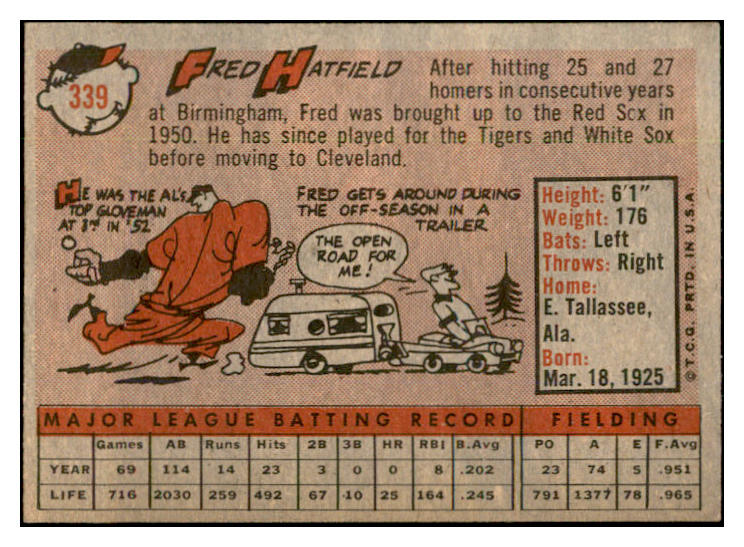 339
FRED HATFIELD
After hitting 25 and 27
homers in consecutive years
at Birmingham, Fred was brought up to the Red Scx in
1950. He has since played for the Tigers and White Sox
before moving to Cleveland.
HE WAS THE AL'S
TOP GLOVEMAN
AT 3RD IN '52
FRED GETS AROUND DURING
THE OFF-SEASON IN A
TRAILER
THE OPEN
ROAD FOR
ME!
Height: 6'1"
Weight: 176
Bats: Left
Throws: Right
Home:
E. Tallassee,
Ala.
Born:
Mar. 18, 1925
© T.C.G. PRTD. IN U.S.A.
MAJOR LEAGUE BATTING RECORD FIELDING
Games AB Runs Hits 2B 3B HR RBI B.Avg PO A E F.Avg
YEAR 69 114 14 23 3 0 0 8 .202 23 74 5 .951
LIFE 716 2030 259 492 67 10 25 164 .245 791 1377 78 .965